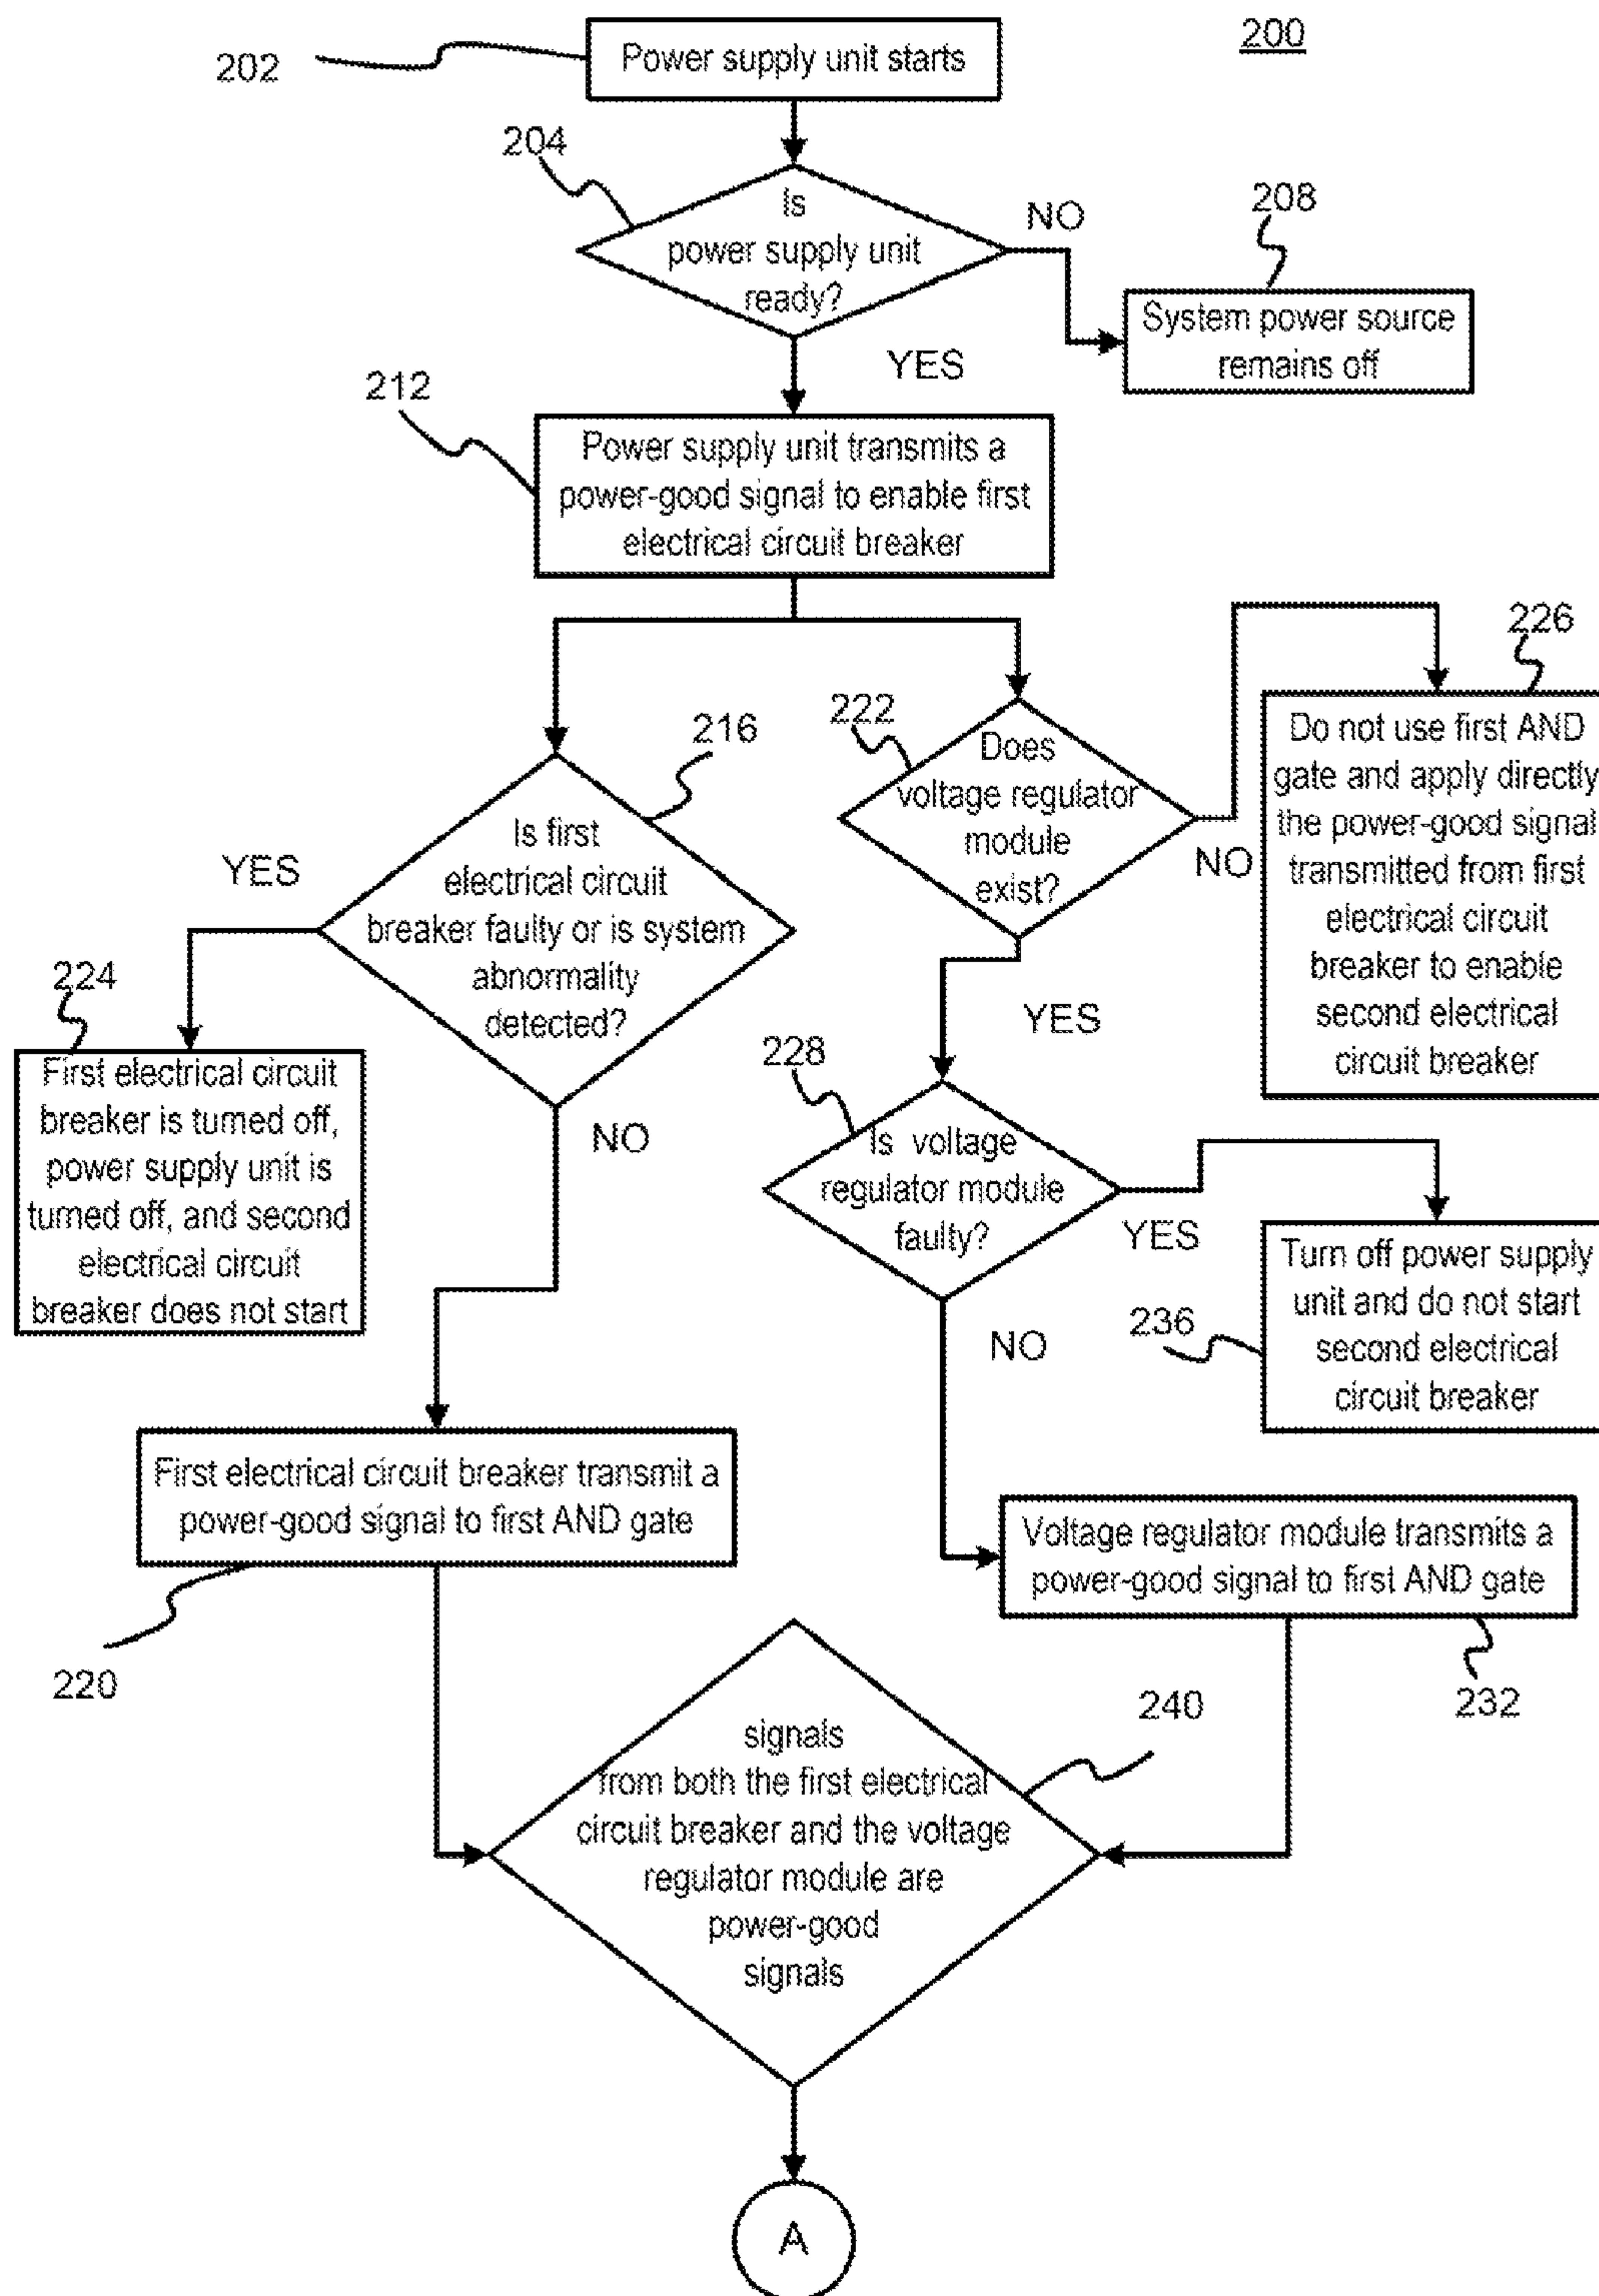 200
202
Power supply unit starts
204
Is
power supply unit
ready?
NO
208
System power source
remains off
YES
212
Power supply unit transmits a
power-good signal to enable first
electrical circuit breaker
216
Is first
electrical circuit
breaker faulty or is system
abnormality
detected?
YES
224
First electrical circuit
breaker is turned off,
power supply unit is
turned off, and second
electrical circuit
breaker does not start
NO
222
Does
voltage regulator
module
exist?
NO
226
Do not use first AND
gate and apply directly
the power-good signal
transmitted from first
electrical circuit
breaker to enable
second electrical
circuit breaker
YES
228
Is voltage
regulator module
faulty?
YES
236
Turn off power supply
unit and do not start
second electrical
circuit breaker
NO
First electrical circuit breaker transmit a
power-good signal to first AND gate
220
Voltage regulator module transmits a
power-good signal to first AND gate
232
240
signals
from both the first electrical
circuit breaker and the voltage
regulator module are
power-good
signals
A